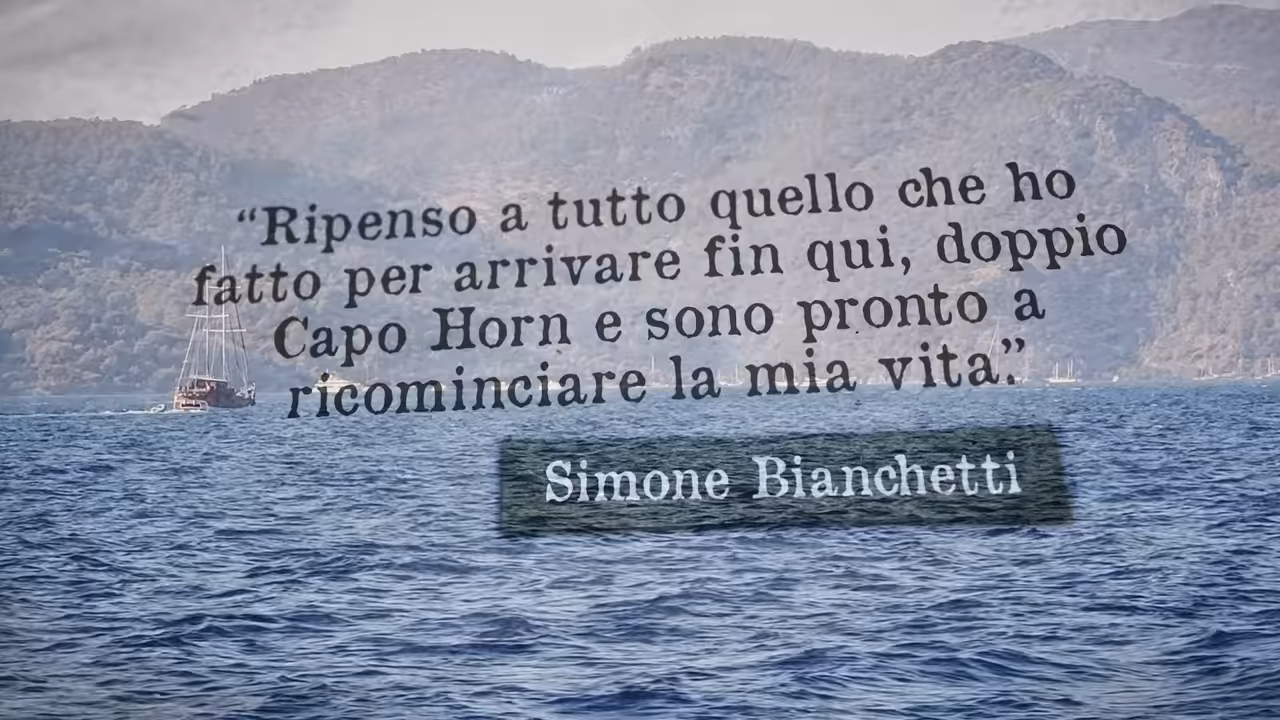 “Ripenso a tutto quello che ho
fatto per arrivare fin qui, doppio
Capo Horn e sono pronto a
ricominciare la mia vita”.
Simone Bianchetti